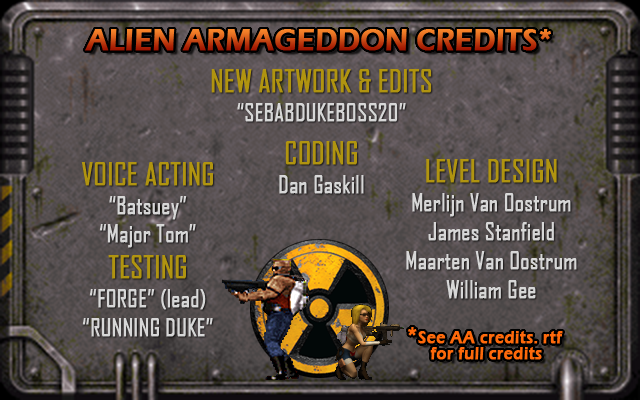 ALIEN ARMAGEDDON CREDITS*
NEW ARTWORK & EDITS
"SEBABDUKEBOSS20"
CODING
Dan Gaskill
VOICE ACTING
"Batsuey"
"Major Tom"
TESTING
"FORGE" (lead)
"RUNNING DUKE"
LEVEL DESIGN
Merlijn Van Oostrum
James Stanfield
Maarten Van Oostrum
William Gee
*See AA credits. rtf
for full credits